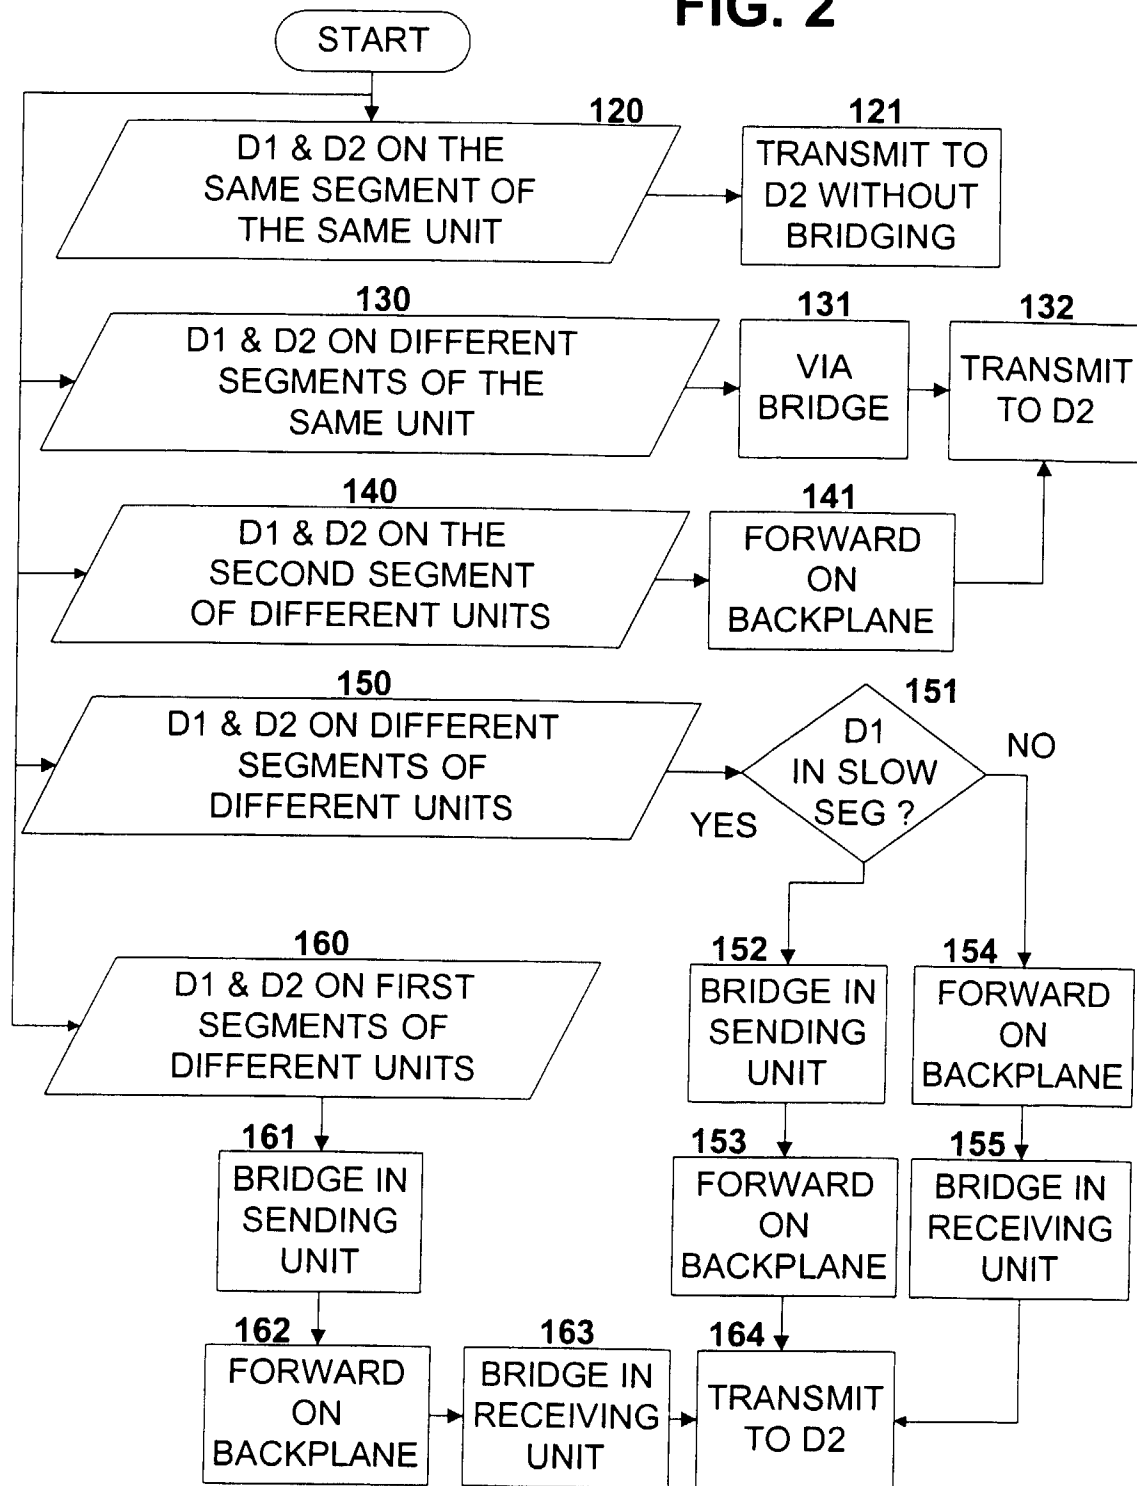 FIG. 2
START
120
D1 & D2 ON THE
SAME SEGMENT OF
THE SAME UNIT
121
TRANSMIT TO
D2 WITHOUT
BRIDGING
130
D1 & D2 ON DIFFERENT
SEGMENTS OF THE
SAME UNIT
131
VIA
BRIDGE
132
TRANSMIT
TO D2
140
D1 & D2 ON THE
SECOND SEGMENT
OF DIFFERENT UNITS
141
FORWARD
ON
BACKPLANE
150
D1 & D2 ON DIFFERENT
SEGMENTS OF
DIFFERENT UNITS
151
D1
IN SLOW
SEG ?
NO
YES
152
BRIDGE IN
SENDING
UNIT
154
FORWARD
ON
BACKPLANE
153
FORWARD
ON
BACKPLANE
155
BRIDGE IN
RECEIVING
UNIT
160
D1 & D2 ON FIRST
SEGMENTS OF
DIFFERENT UNITS
161
BRIDGE IN
SENDING
UNIT
162
FORWARD
ON
BACKPLANE
163
BRIDGE IN
RECEIVING
UNIT
164
TRANSMIT
TO D2